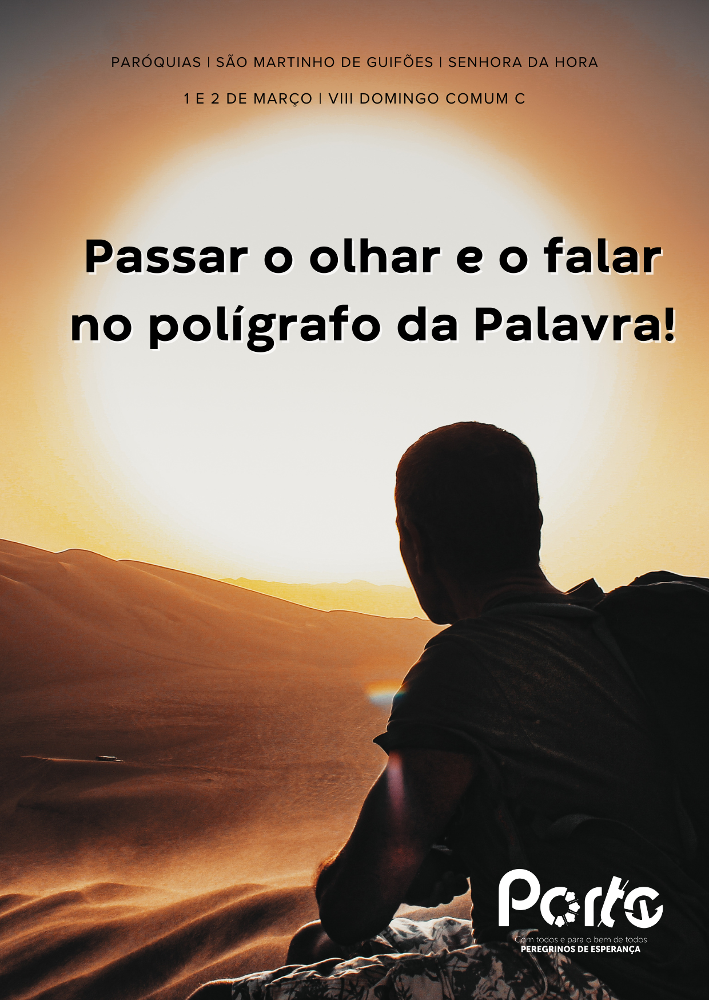 PARÓQUIAS | SÃO MARTINHO DE GUIFÕES | SENHORA DA HORA
1 E 2 DE MARÇO | VIII DOMINGO COMUM C
Passar o olhar e o falar
no polígrafo da Palavra!
Porto
Com todos e para o bem de todos
PEREGRINOS DE ESPERANÇA